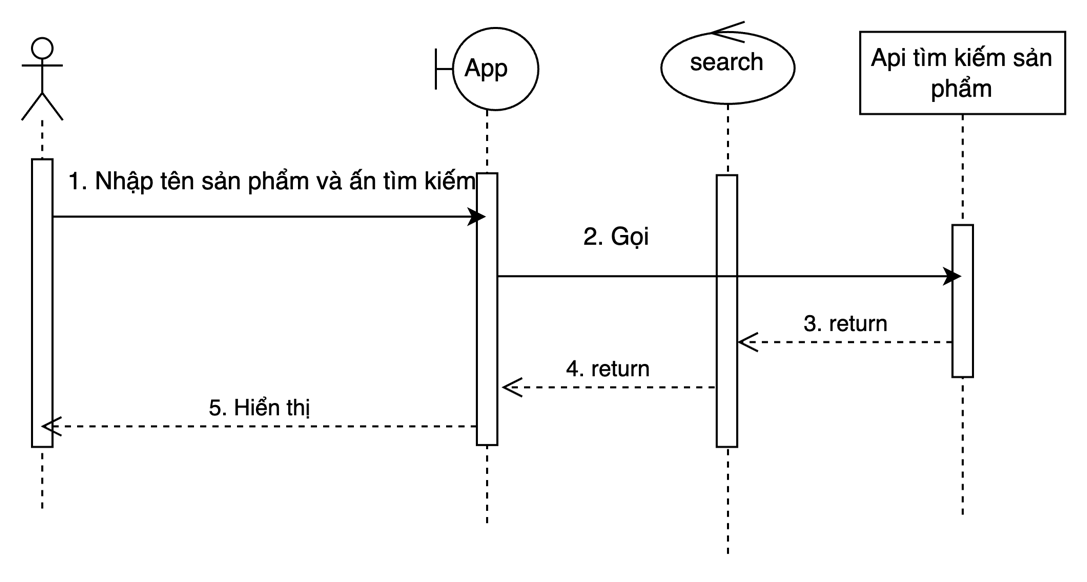 App
search
Api tìm kiếm sản
phẩm
1. Nhập tên sản phẩm và ấn tìm kiếm
2. Gọi
3. return
4. return
5. Hiển thị